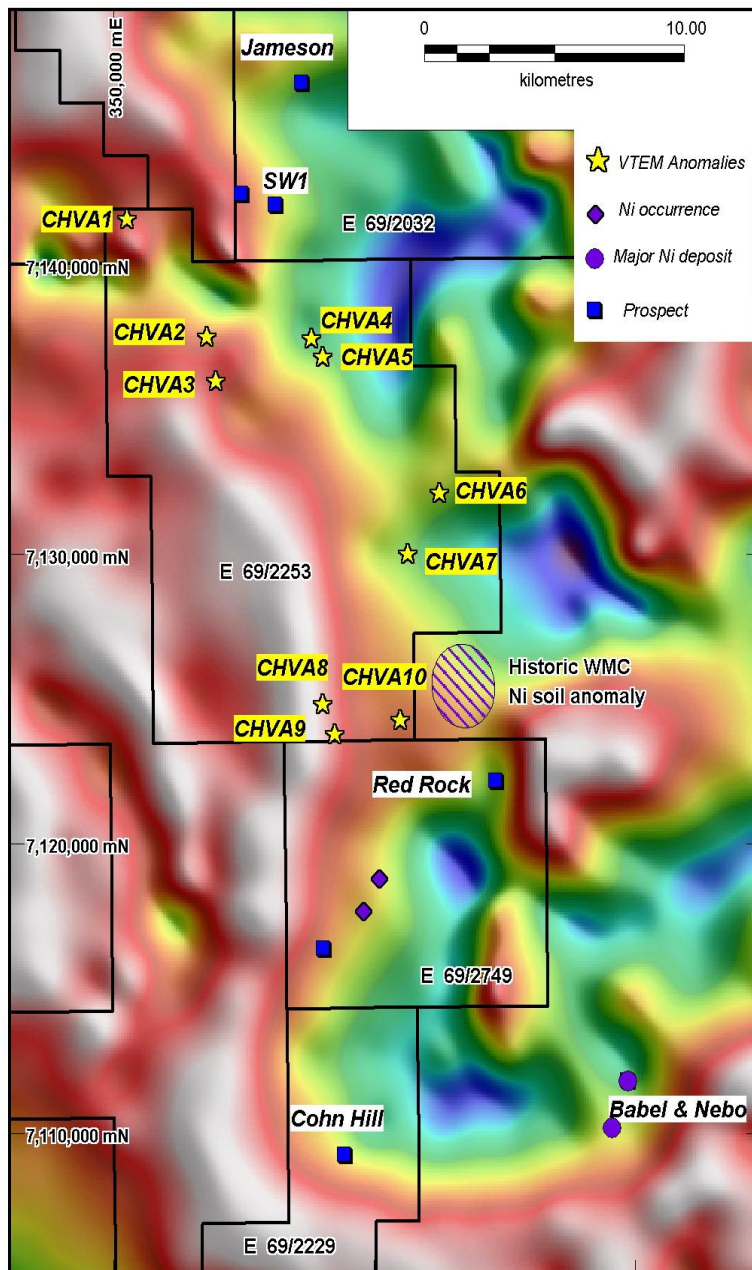 0 10.00
kilometres
350,000 mE
Jameson
VTEM Anomalies
Ni occurrence
Major Ni deposit
Prospect
SW1
CHVA1
E 69/2032
7,140,000 mN
CHVA2
CHVA4
CHVA5
CHVA3
CHVA6
7,130,000 mN
CHVA7
E 69/2253
CHVA8
CHVA10
Historic WMC
Ni soil anomaly
CHVA9
Red Rock
7,120,000 mN
E 69/2749
Babel & Nebo
Cohn Hill
7,110,000 mN
E 69/2229